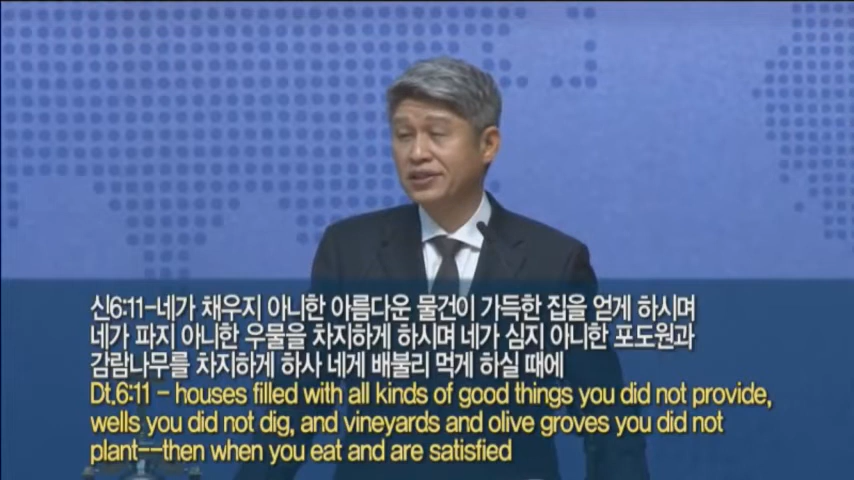 신6:11-네가 채우지 아니한 아름다운 물건이 가득한 집을 얻게 하시며
네가 파지 아니한 우물을 차지하게 하시며 네가 심지 아니한 포도원과
감람나무를 차지하게 하사 네게 배불리 먹게 하실 때에
Dt.6:11 - houses filled with all kinds of good things you did not provide,
wells you did not dig, and vineyards and olive groves you did not
plant--then when you eat and are satisfied